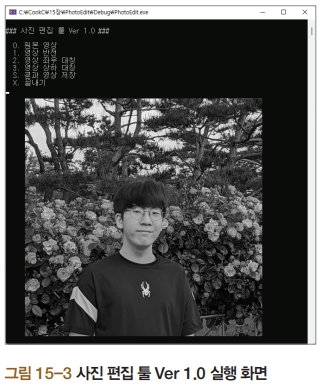 C:₩CookC₩15장₩PhotoEdit₩Debug₩PhotoEdit.exe
### 사진 편집 툴 Ver 1.0 ###
0. 원본 영상
1. 영상 반전
2. 영상 좌우 대칭
3. 영상 상하 대칭
S. 결과 영상 저장
X. 끝내기
그림 15-3 사진 편집 툴 Ver 1.0 실행 화면